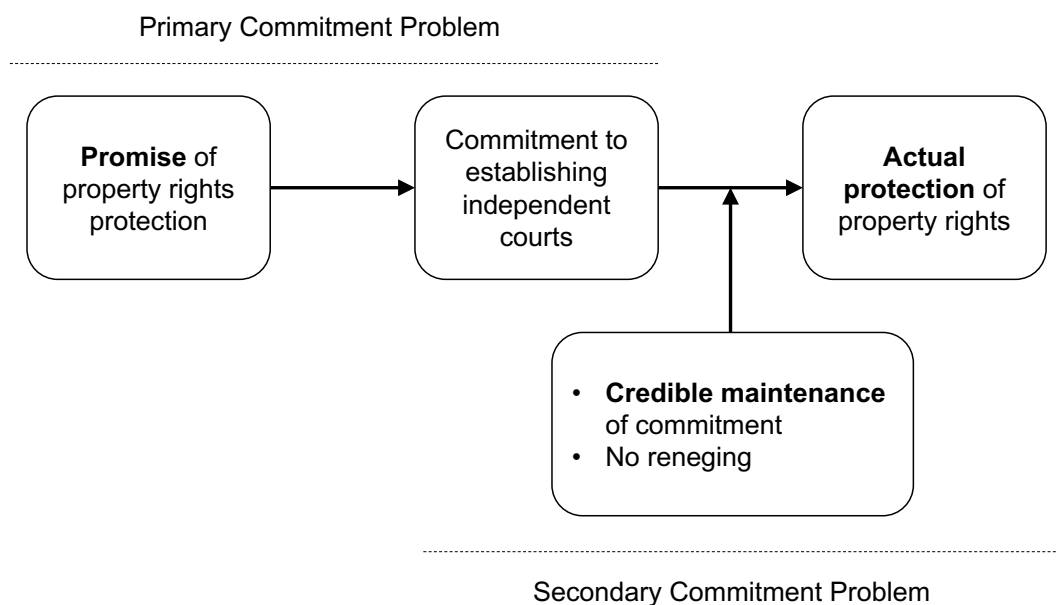 Primary Commitment Problem
Promise of
property rights
protection
Commitment to
establishing
independent
courts
Actual
protection of
property rights
• Credible maintenance
of commitment
• No reneging
Secondary Commitment Problem